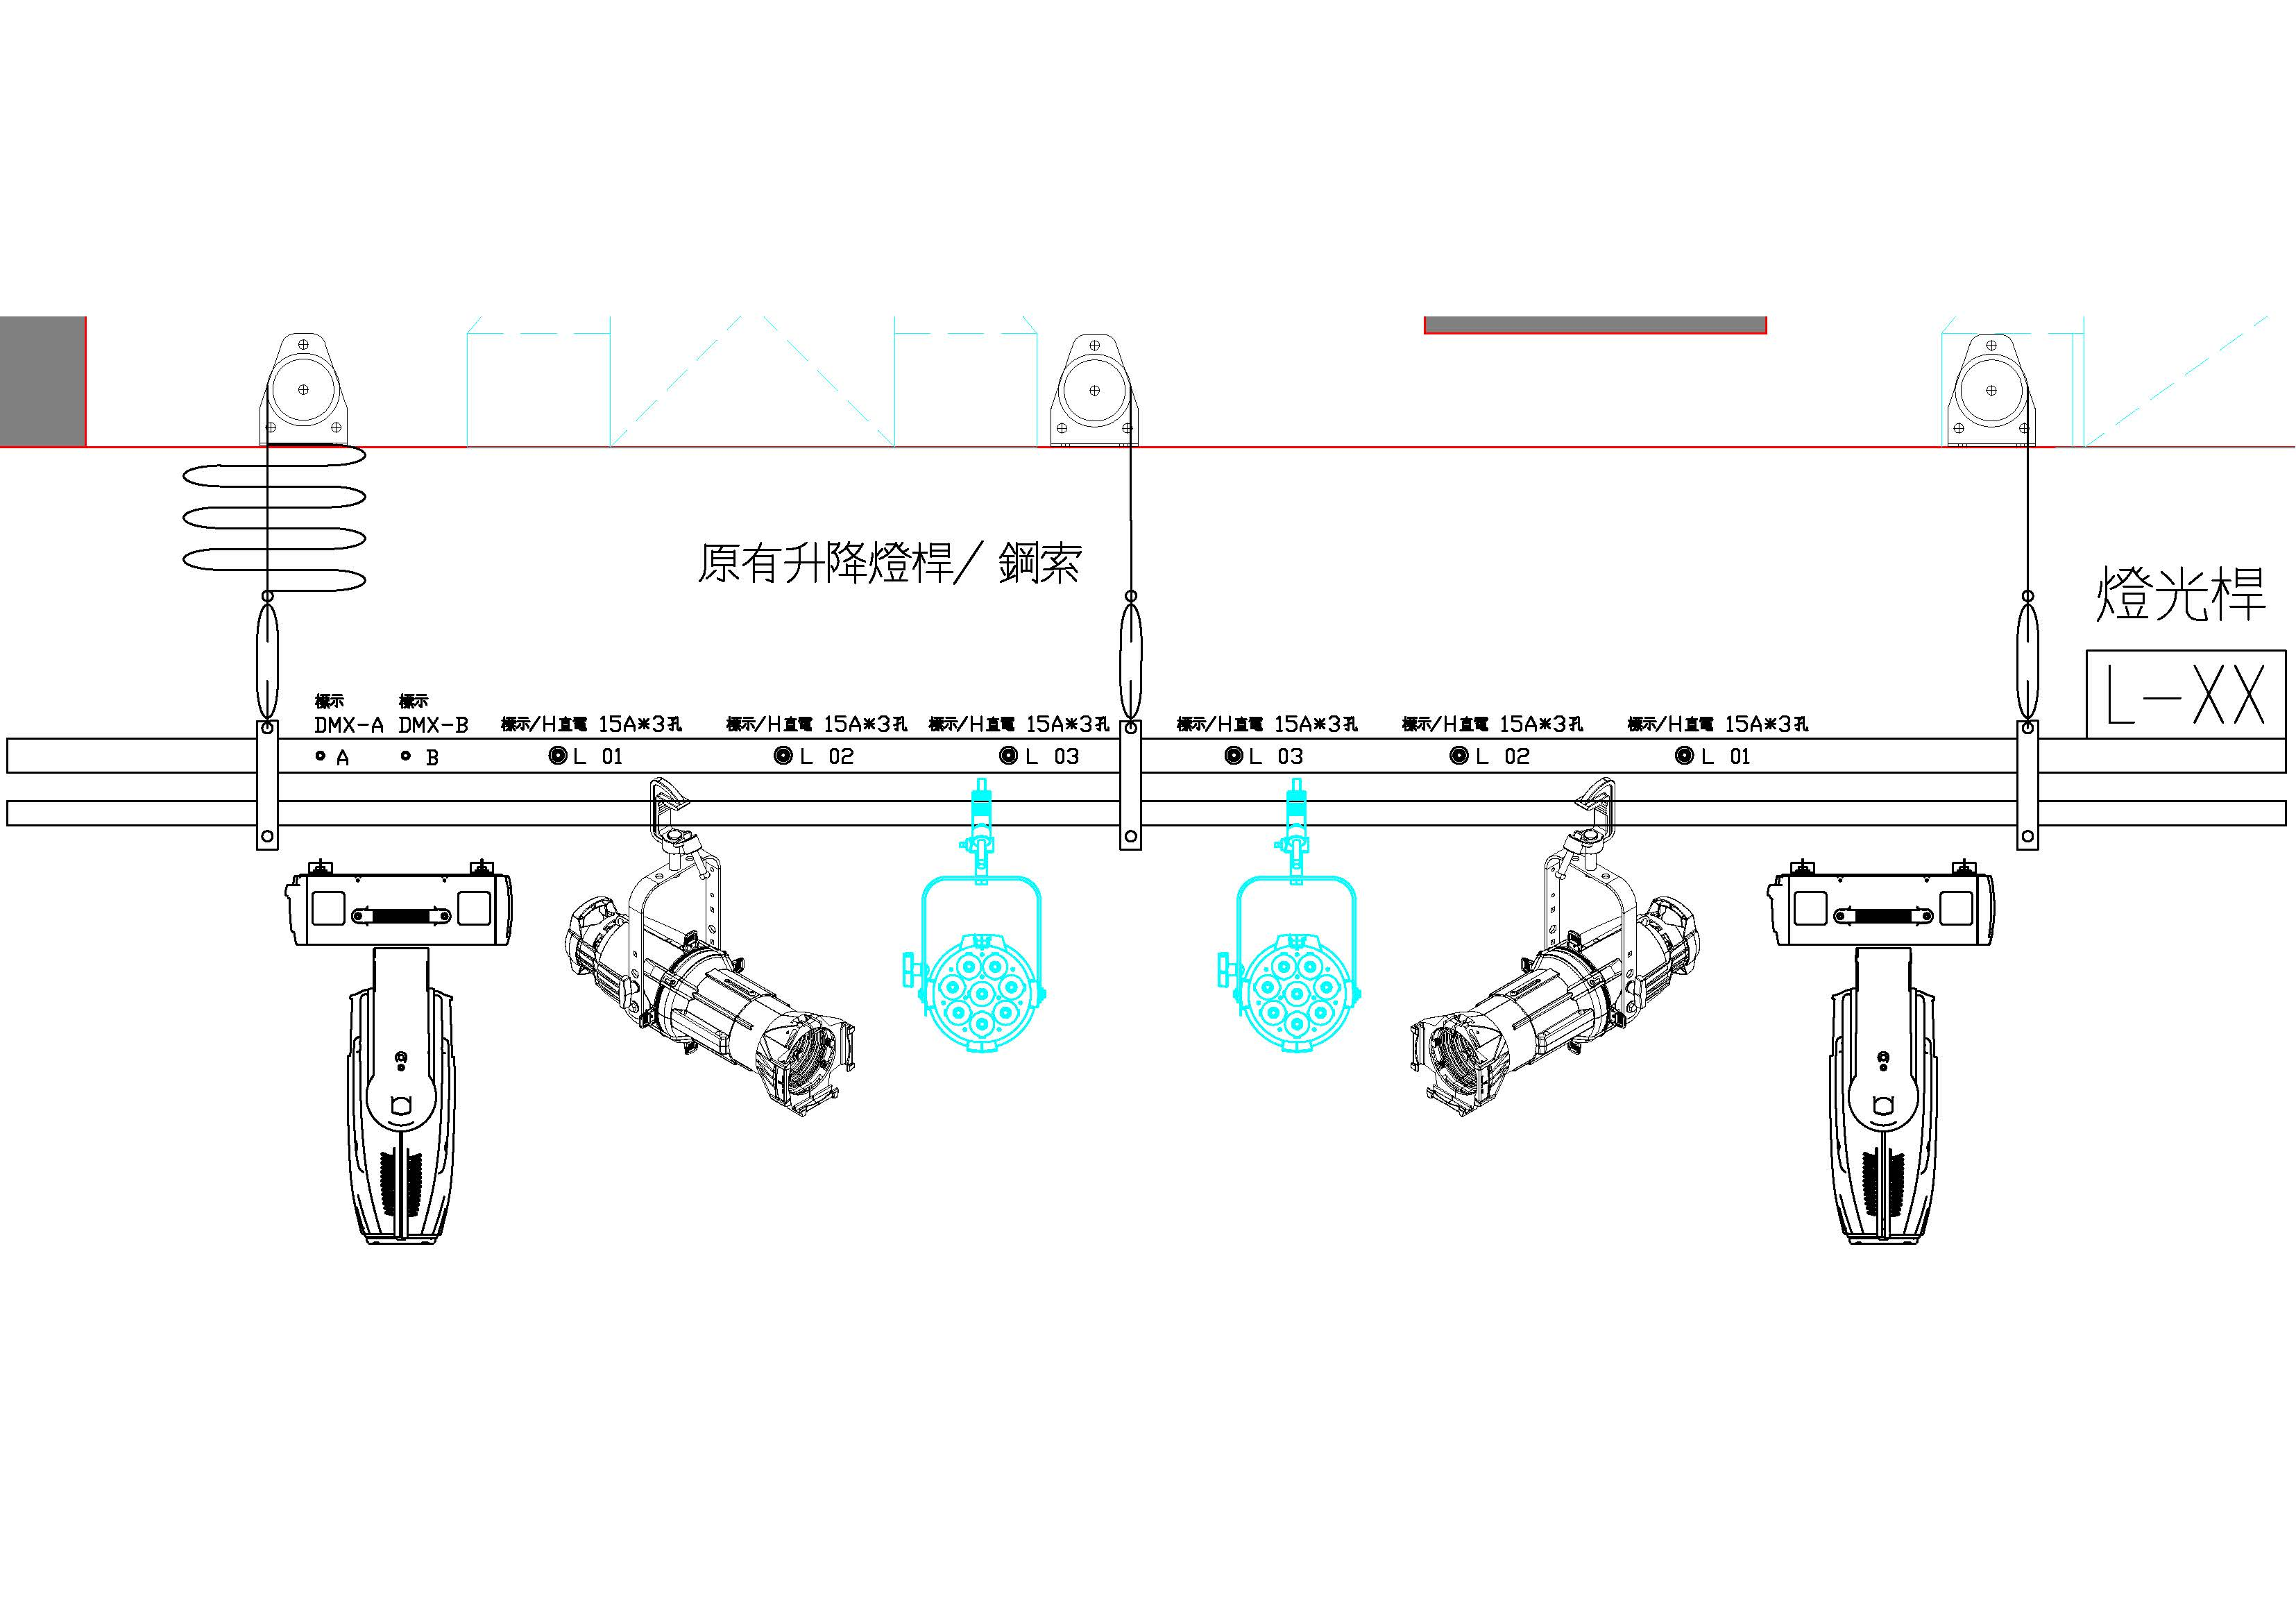 原有升降燈桿/ 鋼索
燈光桿
L-XX
標示 標示
DMX-A DMX-B 標示/H直電 15A*3孔 標示/H直電 15A*3孔 標示/H直電 15A*3孔 標示/H直電 15A*3孔 標示/H直電 15A*3孔 標示/H直電 15A*3孔
A B L 01 L 02 L 03 L 03 L 02 L 01